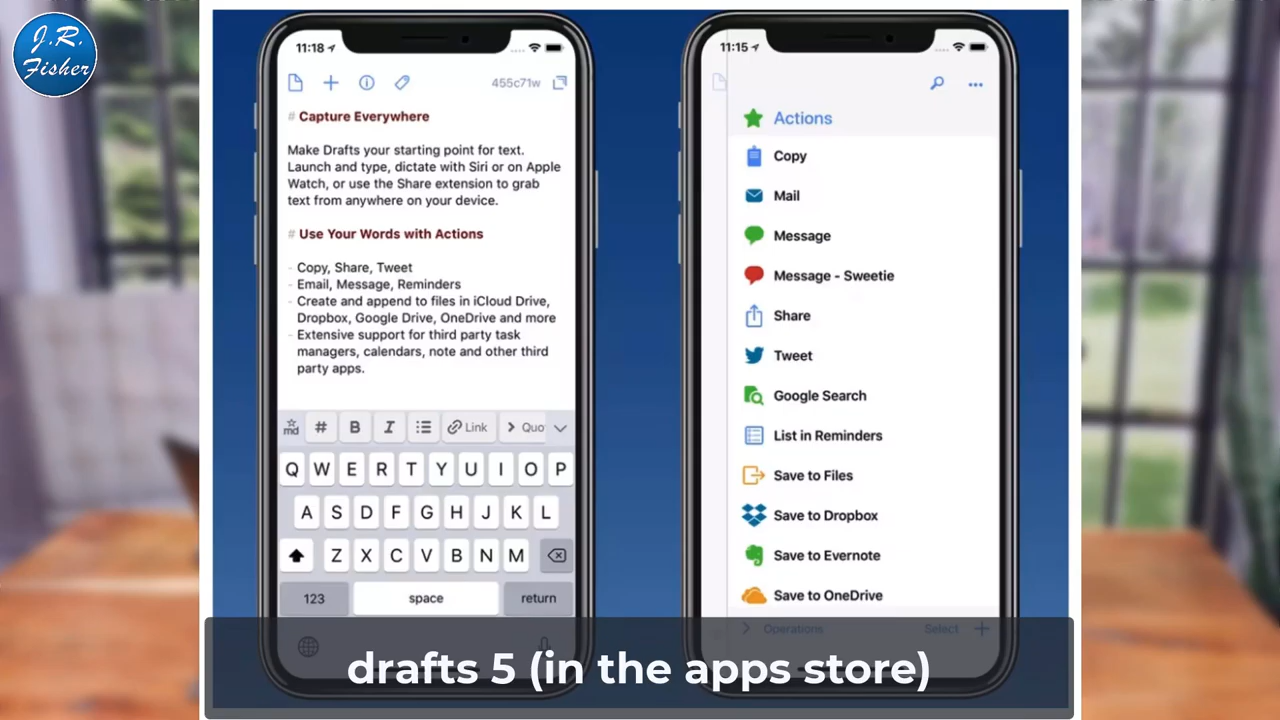 J.R.
Fisher
11:18
455c71w
# Capture Everywhere
Make Drafts your starting point for text.
Launch and type, dictate with Siri or on Apple
Watch, or use the Share extension to grab
text from anywhere on your device.
# Use Your Words with Actions
- Copy, Share, Tweet
- Email, Message, Reminders
- Create and append to files in iCloud Drive,
Dropbox, Google Drive, OneDrive and more
- Extensive support for third party task
managers, calendars, note and other third
party apps.
md # B I Link > Quo
Q W E R T Y U I O P
A S D F G H J K L
Z X C V B N M
123 space return
11:15
Actions
Copy
Mail
Message
Message - Sweetie
Share
Tweet
Google Search
List in Reminders
Save to Files
Save to Dropbox
Save to Evernote
Save to OneDrive
Operations Select +
drafts 5 (in the apps store)